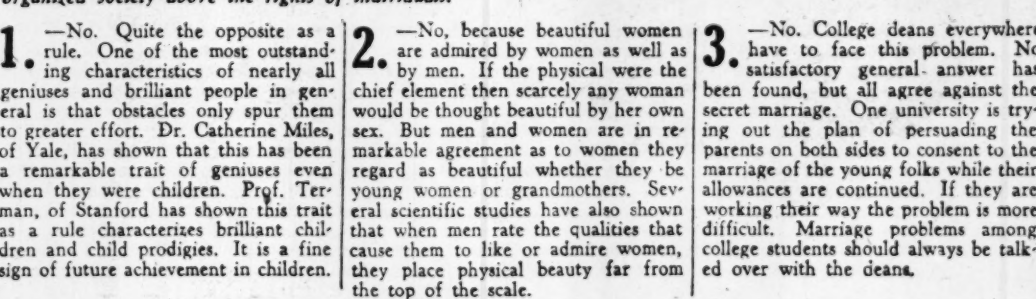 organized society above the rights of
1. —No. Quite the opposite as a
rule. One of the most outstand-
ing characteristics of nearly all
geniuses and brilliant people in gen-
eral is that obstacles only spur them
to greater effort. Dr. Catherine Miles,
of Yale, has shown that this has been
a remarkable trait of geniuses even
when they were children. Prof. Ter-
man, of Stanford has shown this trait
as a rule characterizes brilliant chil-
dren and child prodigies. It is a fine
sign of future achievement in children.
2. —No, because beautiful women
are admired by women as well as
by men. If the physical were the
chief element then scarcely any woman
would be thought beautiful by her own
sex. But men and women are in re-
markable agreement as to women they
regard as beautiful whether they be
young women or grandmothers. Sev-
eral scientific studies have also shown
that when men rate the qualities that
cause them to like or admire women,
they place physical beauty far from
the top of the scale.
3. —No. College deans everywhere
have to face this problem. No
satisfactory general answer has
been found, but all agree against the
secret marriage. One university is try-
ing out the plan of persuading the
parents on both sides to consent to the
marriage of the young folks while their
allowances are continued. If they are
working their way the problem is more
difficult. Marriage problems among
college students should always be talk-
ed over with the deans.